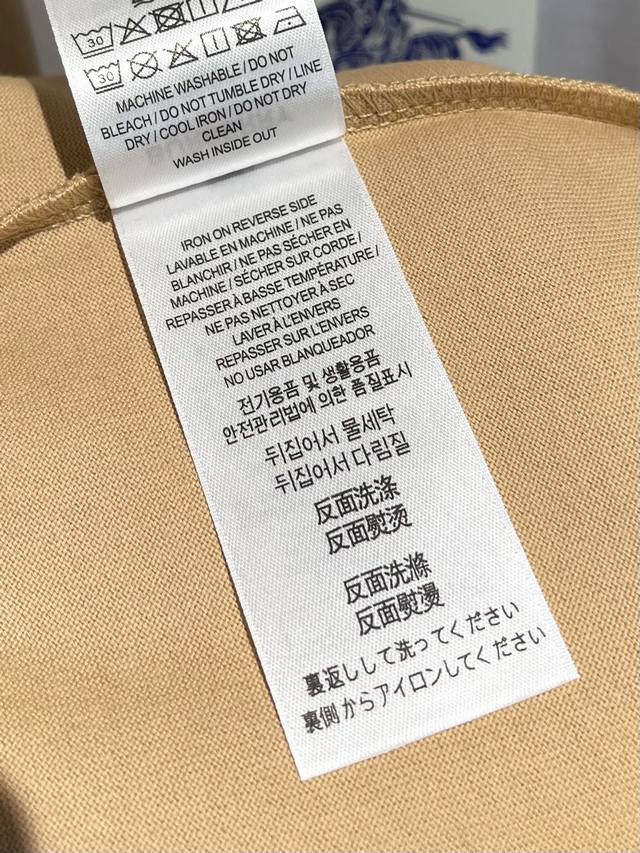 30
30
MACHINE WASHABLE / DO NOT
BLEACH / DO NOT TUMBLE DRY / LINE
DRY / COOL IRON / DO NOT DRY
CLEAN
WASH INSIDE OUT
IRON ON REVERSE SIDE
LAVABLE EN MACHINE / NE PAS
BLANCHIR / NE PAS SÉCHER EN
MACHINE / SÉCHER SUR CORDE /
REPASSER À BASSE TEMPÉRATURE /
NE PAS NETTOYER À SEC
LAVER À L'ENVERS
REPASSER SUR L'ENVERS
NO USAR BLANQUEADOR
전기용품 및 생활용품
안전관리법에 의한 품질표시
뒤집어서 물세탁
뒤집어서 다림질
反面洗涤
反面熨烫
反面洗滌
反面熨燙
裏返しして洗ってください
裏側からアイロンしてください